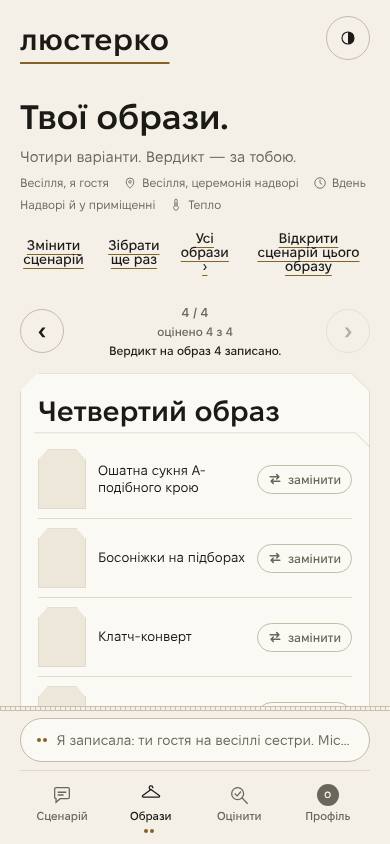 люстерко
Твої образи.
Чотири варіанти. Вердикт — за тобою.
Весілля, я гостя Весілля, церемонія надворі Вдень
Надворі й у приміщенні Тепло
Змінити
сценарій
Зібрати
ще раз
Усі
образи
›
Відкрити
сценарій цього
образу
4 / 4
оцінено 4 з 4
Вердикт на образ 4 записано.
Четвертий образ
Ошатна сукня А-
подібного крою
замінити
Босоніжки на підборах
замінити
Клатч-конверт
замінити
Я записала: ти гостя на весіллі сестри. Міс...
Сценарій
Образи
Оцінити
О
Профіль